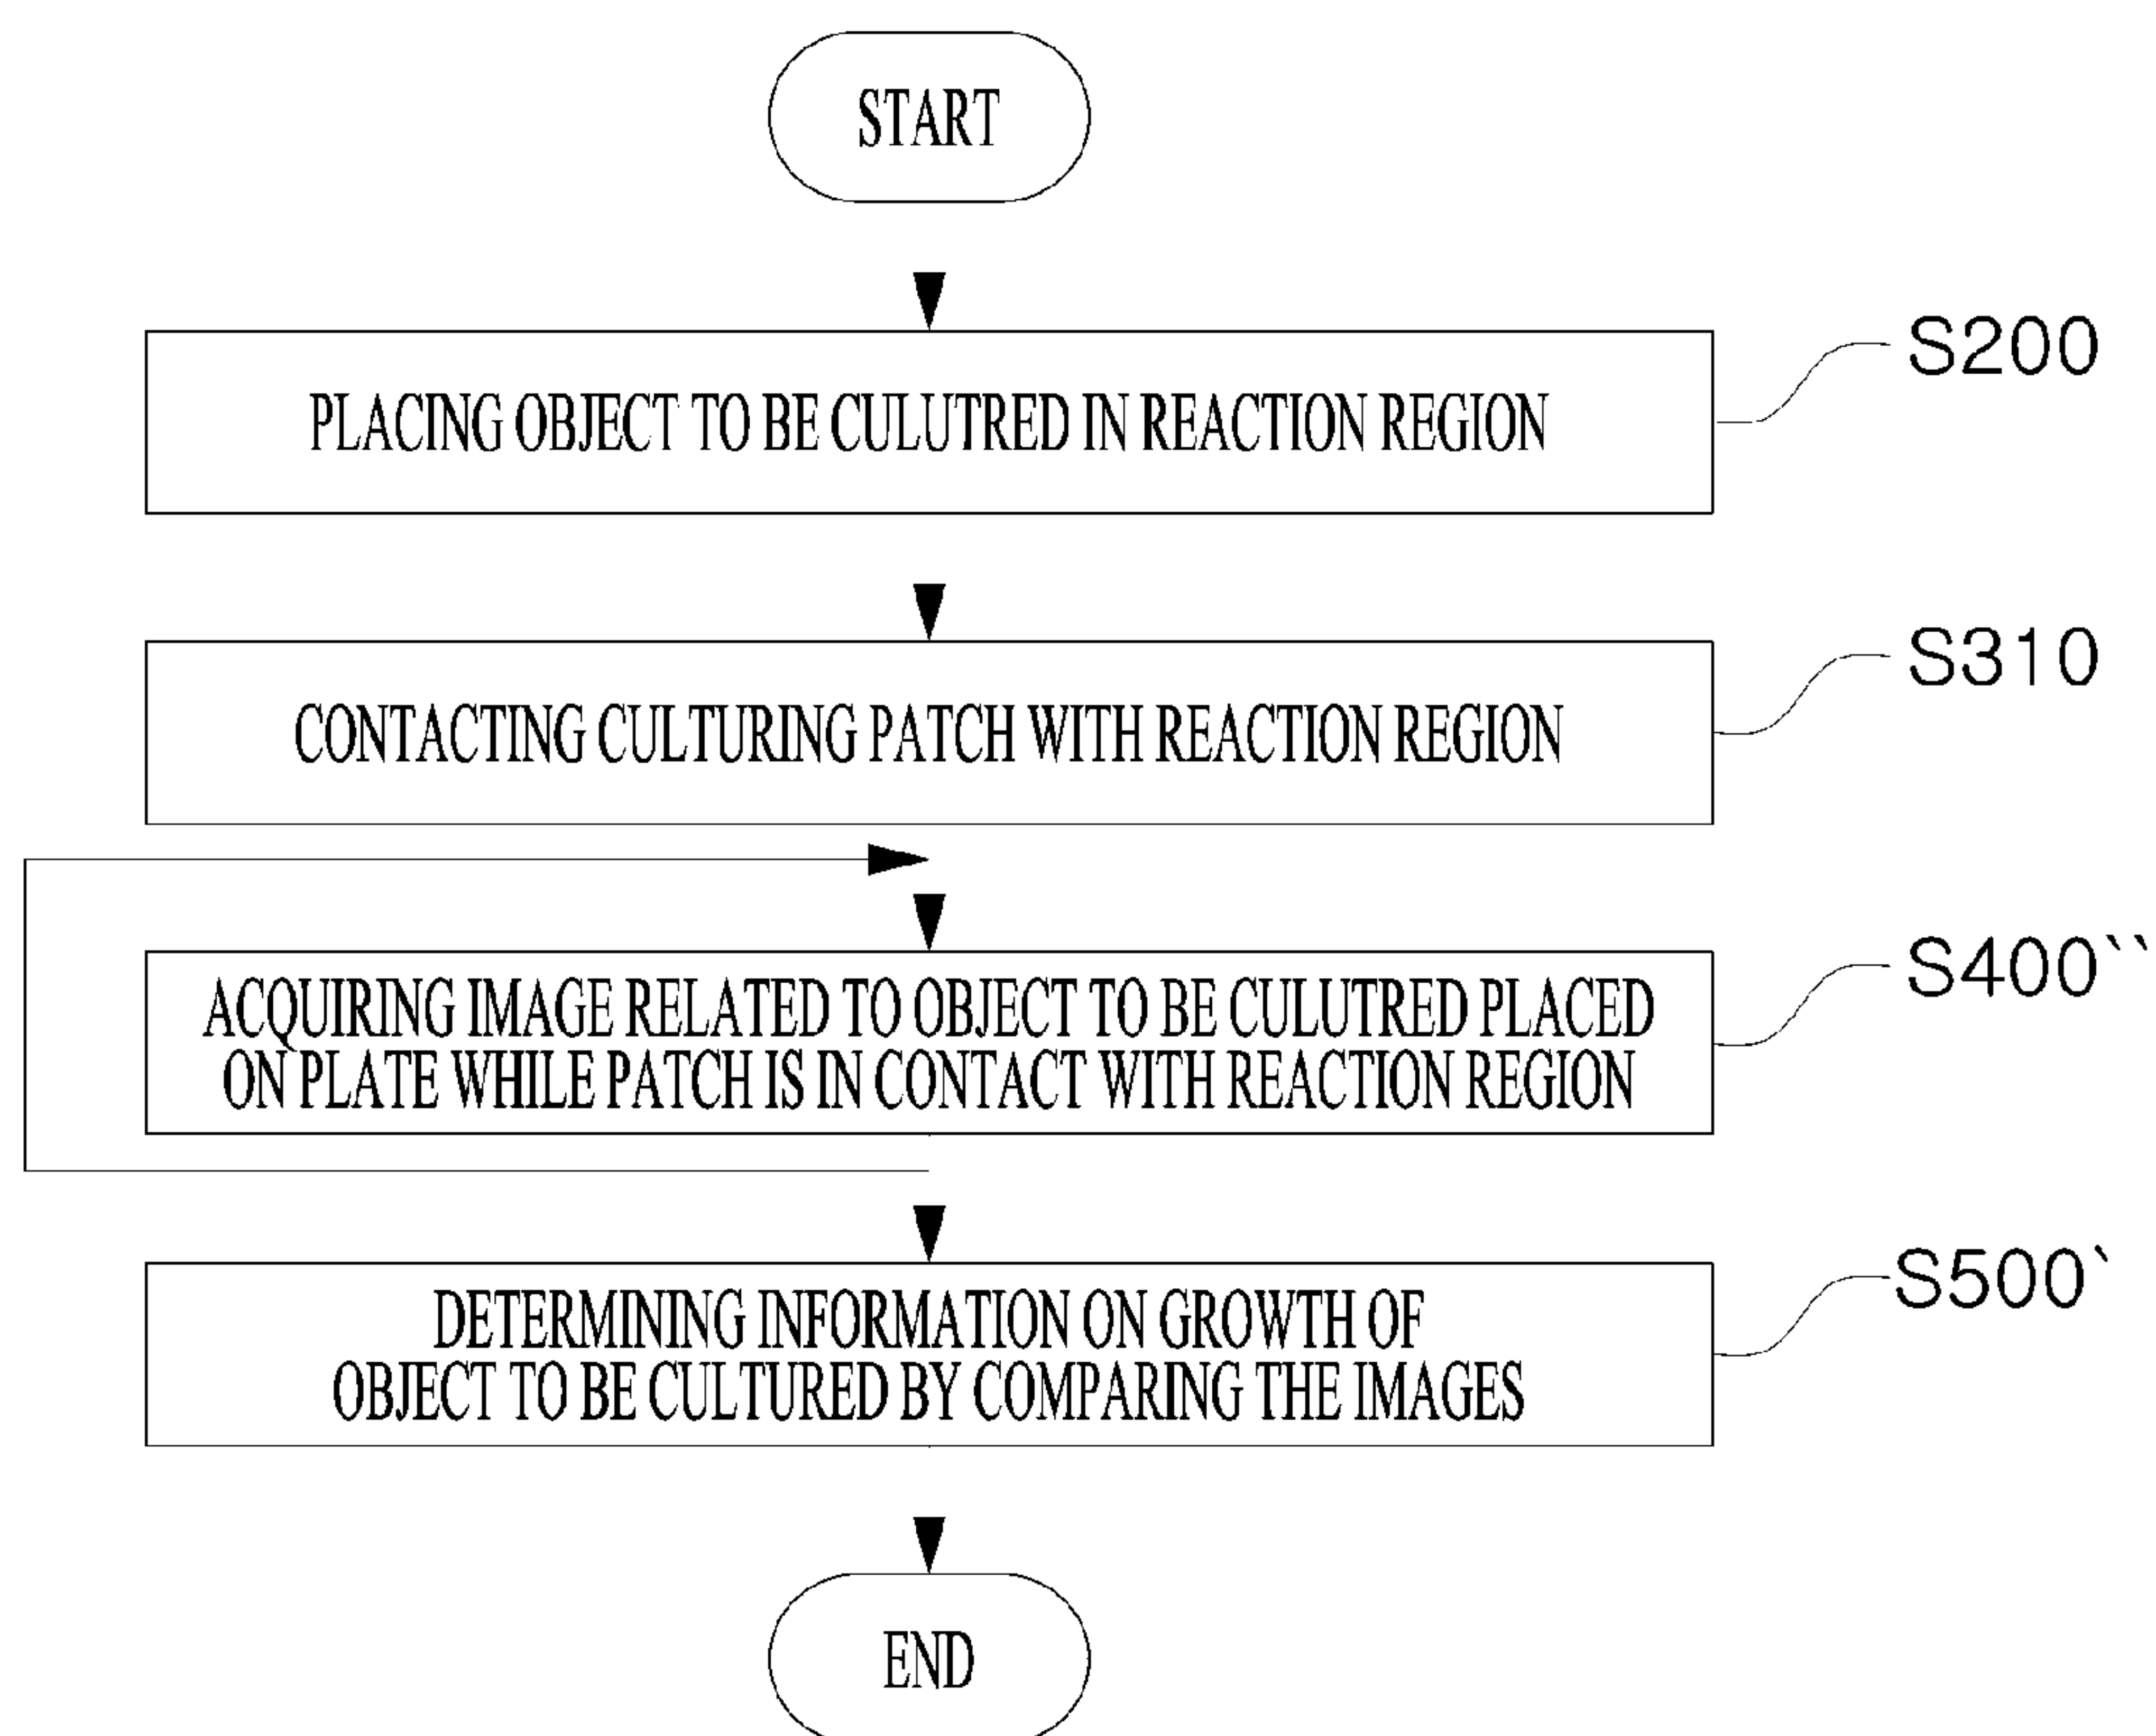 START
PLACING OBJECT TO BE CULUTRED IN REACTION REGION
S200
CONTACTING CULTURING PATCH WITH REACTION REGION
S310
ACQUIRING IMAGE RELATED TO OBJECT TO BE CULUTRED PLACED
ON PLATE WHILE PATCH IS IN CONTACT WITH REACTION REGION
S400``
DETERMINING INFORMATION ON GROWTH OF
OBJECT TO BE CULTURED BY COMPARING THE IMAGES
S500`
END